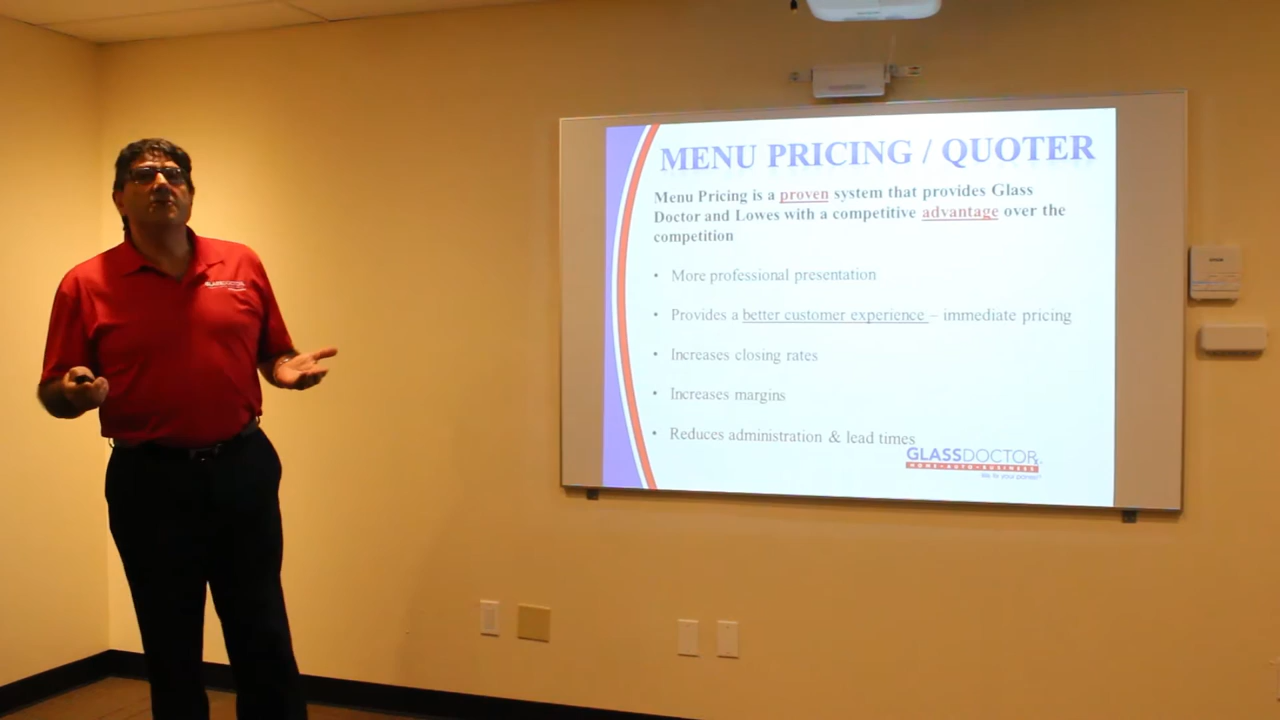 MENU PRICING / QUOTER
Menu Pricing is a proven system that provides Glass
Doctor and Lowes with a competitive advantage over the
competition
• More professional presentation
• Provides a better customer experience – immediate pricing
• Increases closing rates
• Increases margins
• Reduces administration & lead times
GLASSDOCTOR
HOME • AUTO • BUSINESS
GLASSDOCTOR